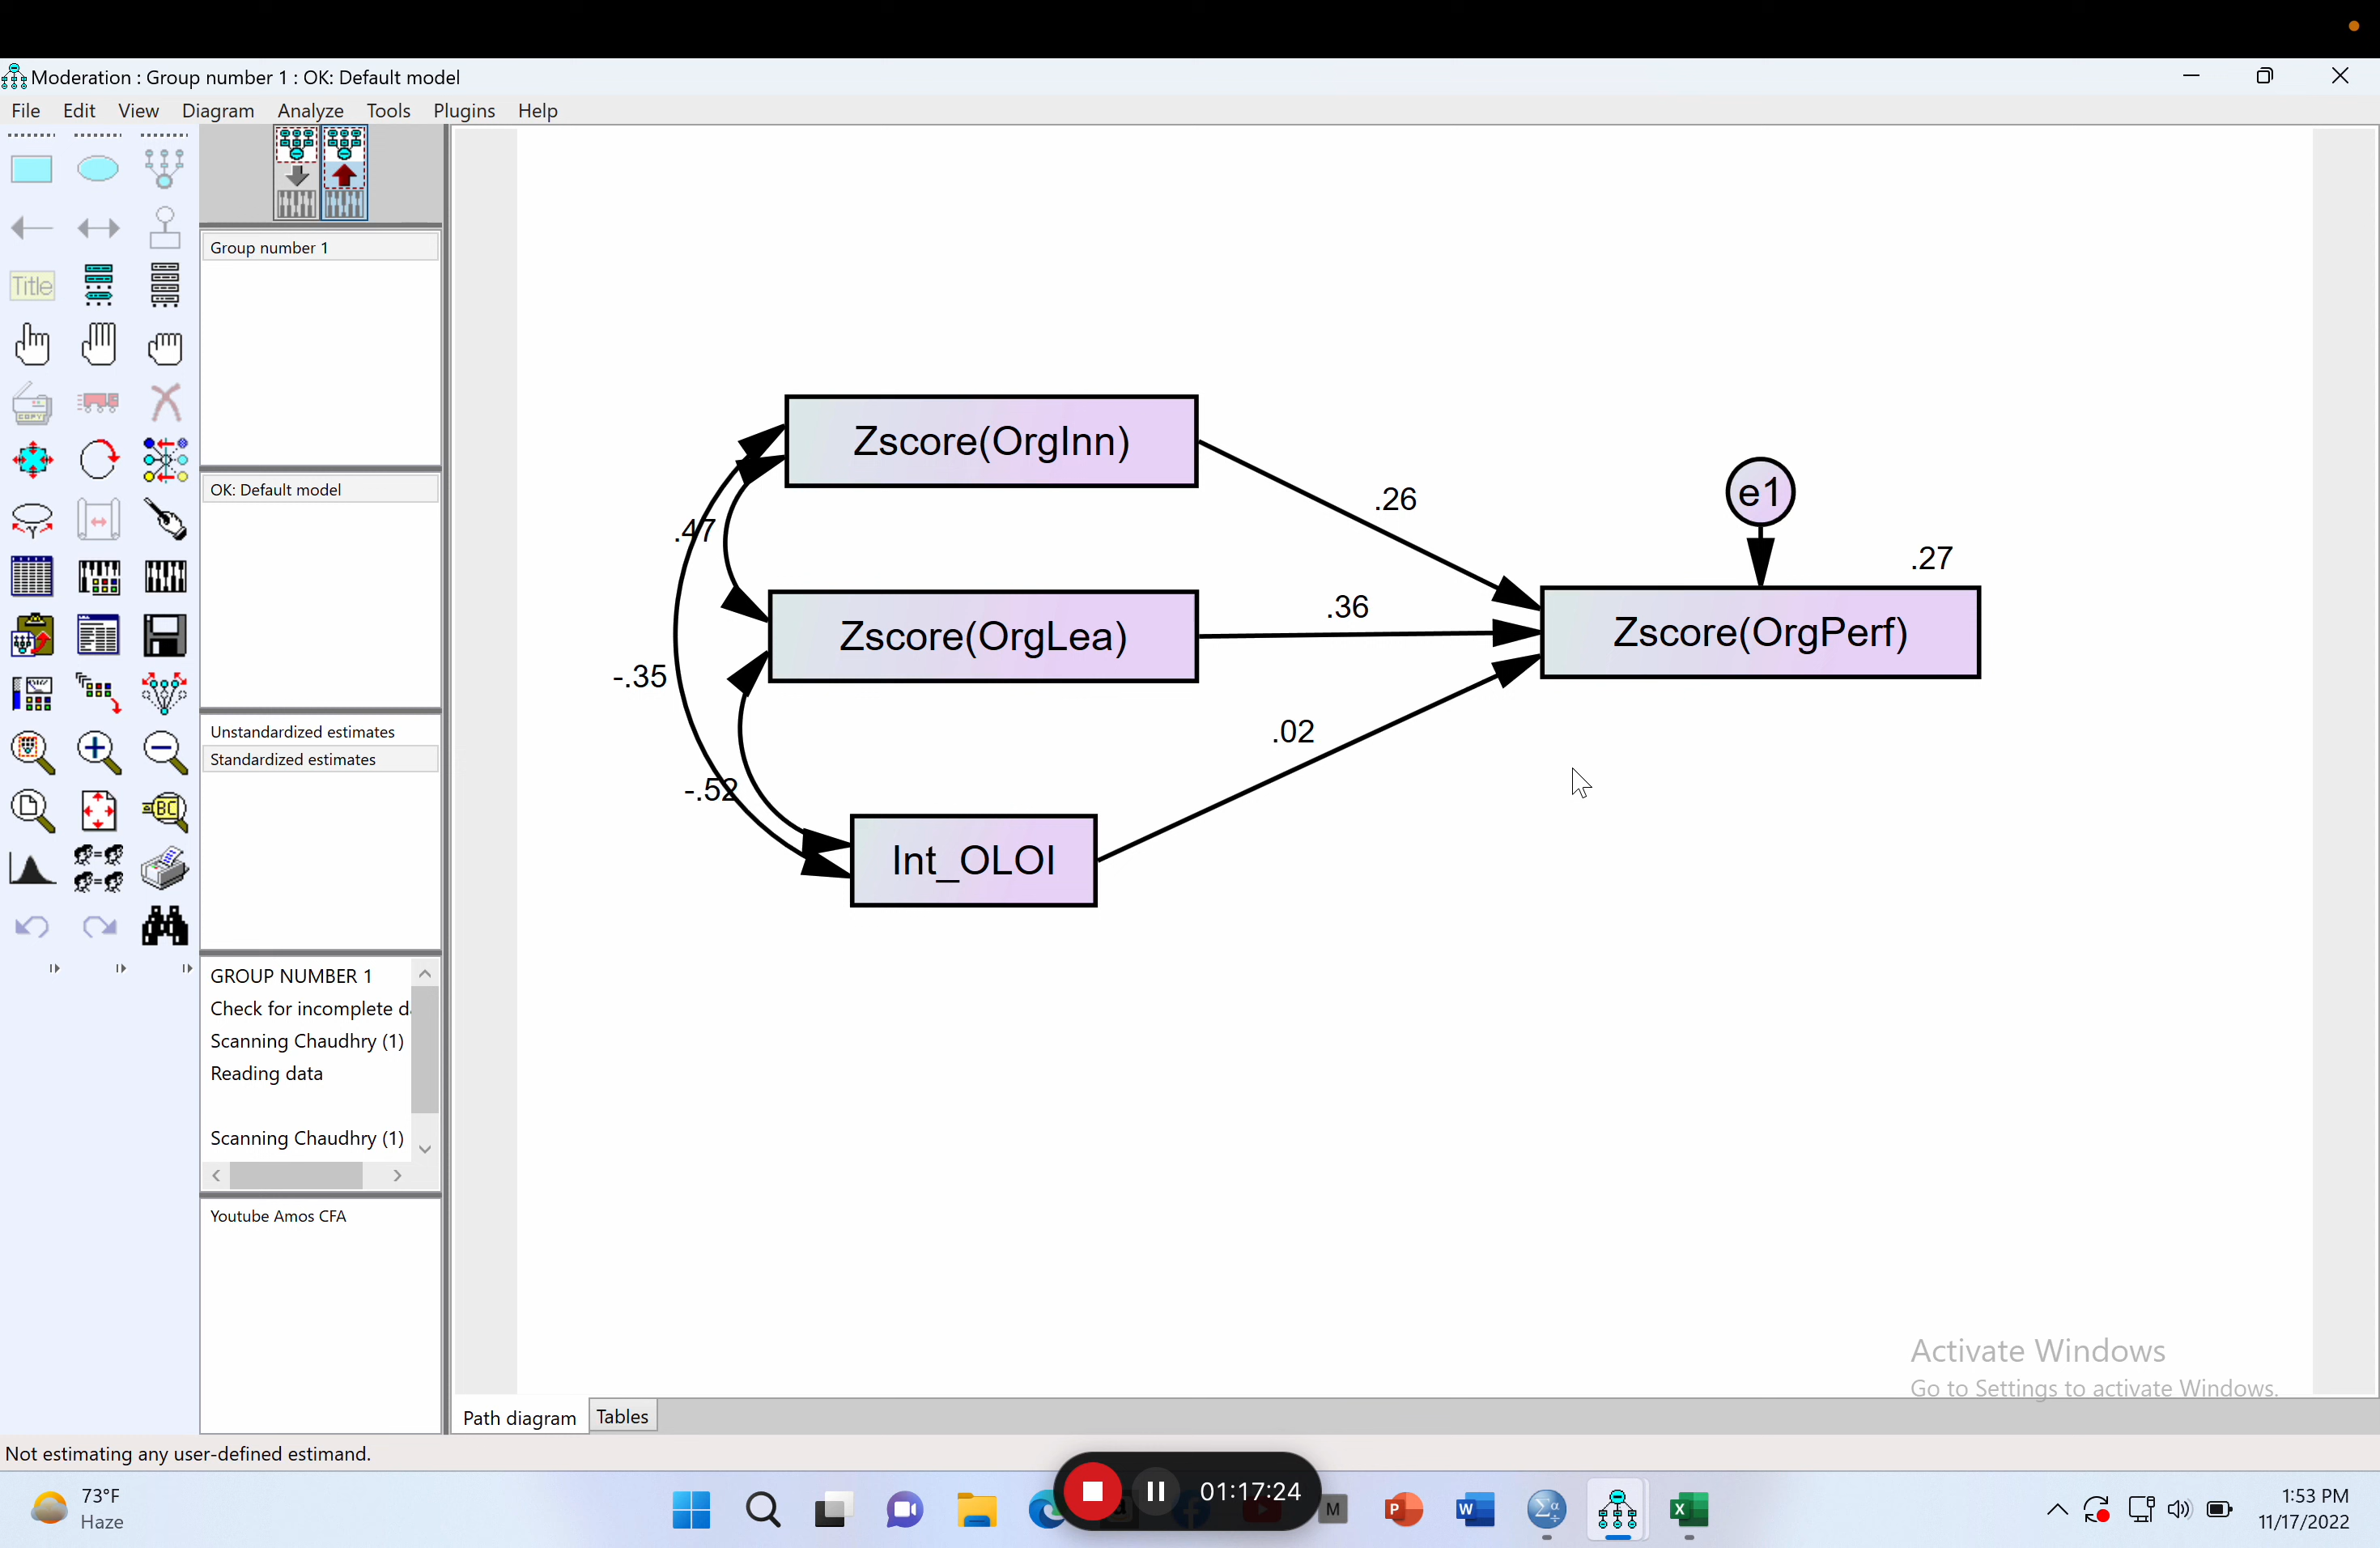 Moderation : Group number 1 : OK: Default model
File Edit View Diagram Analyze Tools Plugins Help
Title
Group number 1
OK: Default model
Unstandardized estimates
Standardized estimates
GROUP NUMBER 1
Check for incomplete d
Scanning Chaudhry (1)
Reading data
Scanning Chaudhry (1)
Youtube Amos CFA
Zscore(OrgInn)
.26
e1
.47
.27
Zscore(OrgLea)
.36
Zscore(OrgPerf)
-.35
.02
-.52
Int_OLOI
Activate Windows
Go to Settings to activate Windows.
Path diagram Tables
Not estimating any user-defined estimand.
73°F
Haze
01:17:24
1:53 PM
11/17/2022